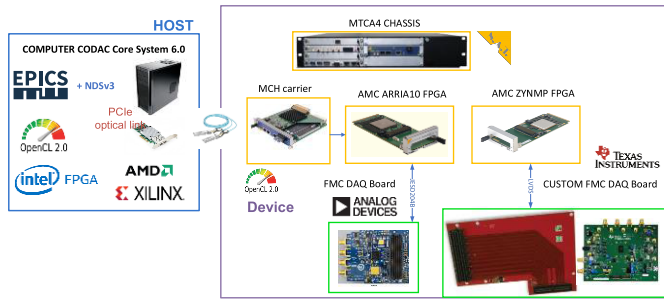 HOST
COMPUTER CODAC Core System 6.0
EPICS
+ NDSv3
PCIe
optical link
OpenCL 2.0
intel FPGA
AMD
XILINX
MTCA4 CHASSIS
MCH carrier
AMC ARRIA10 FPGA
AMC ZYNMP FPGA
OpenCL 2.0
Device
FMC DAQ Board
JESD204B
LVDS
ANALOG
DEVICES
TEXAS
INSTRUMENTS
CUSTOM FMC DAQ Board